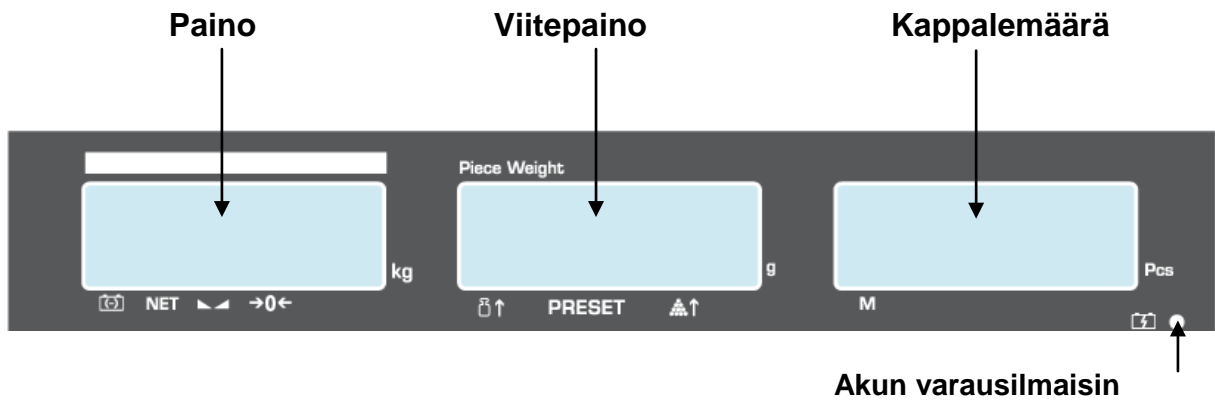 Paino Viitepaino Kappalemäärä
Piece Weight
kg g Pcs
NET →0← PRESET M
Akun varausilmaisin